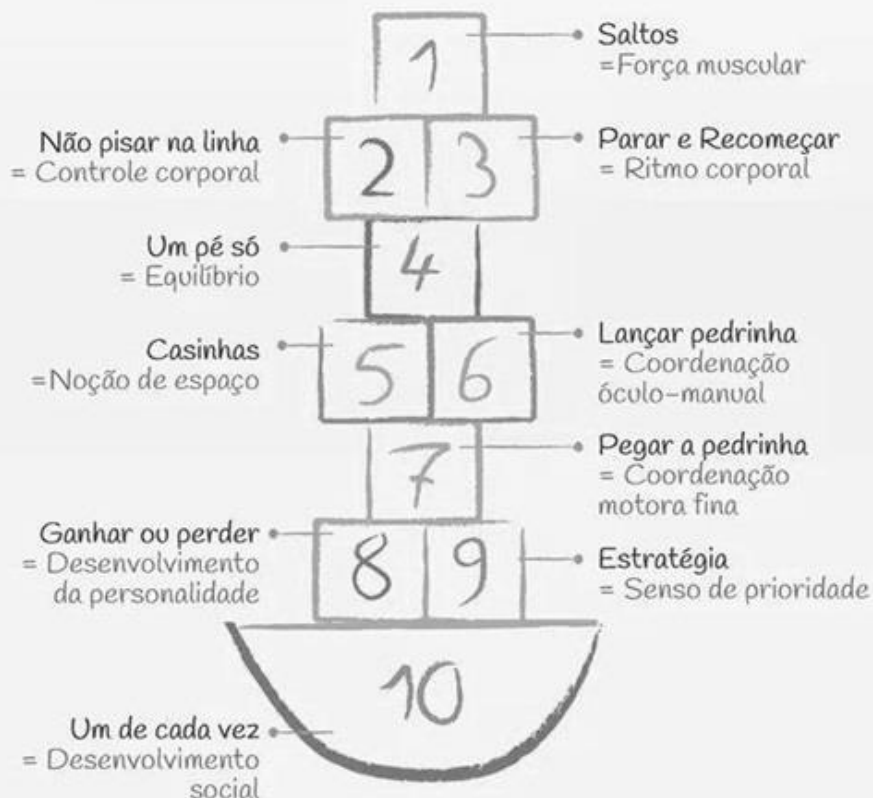 1
Saltos
=Força muscular
Não pisar na linha
= Controle corporal
2
3
Parar e Recomeçar
= Ritmo corporal
Um pé só
= Equilíbrio
4
Casinhas
=Noção de espaço
5
6
Lançar pedrinha
= Coordenação
óculo-manual
7
Pegar a pedrinha
= Coordenação
motora fina
Ganhar ou perder
= Desenvolvimento
da personalidade
8
9
Estratégia
= Senso de prioridade
10
Um de cada vez
= Desenvolvimento
social